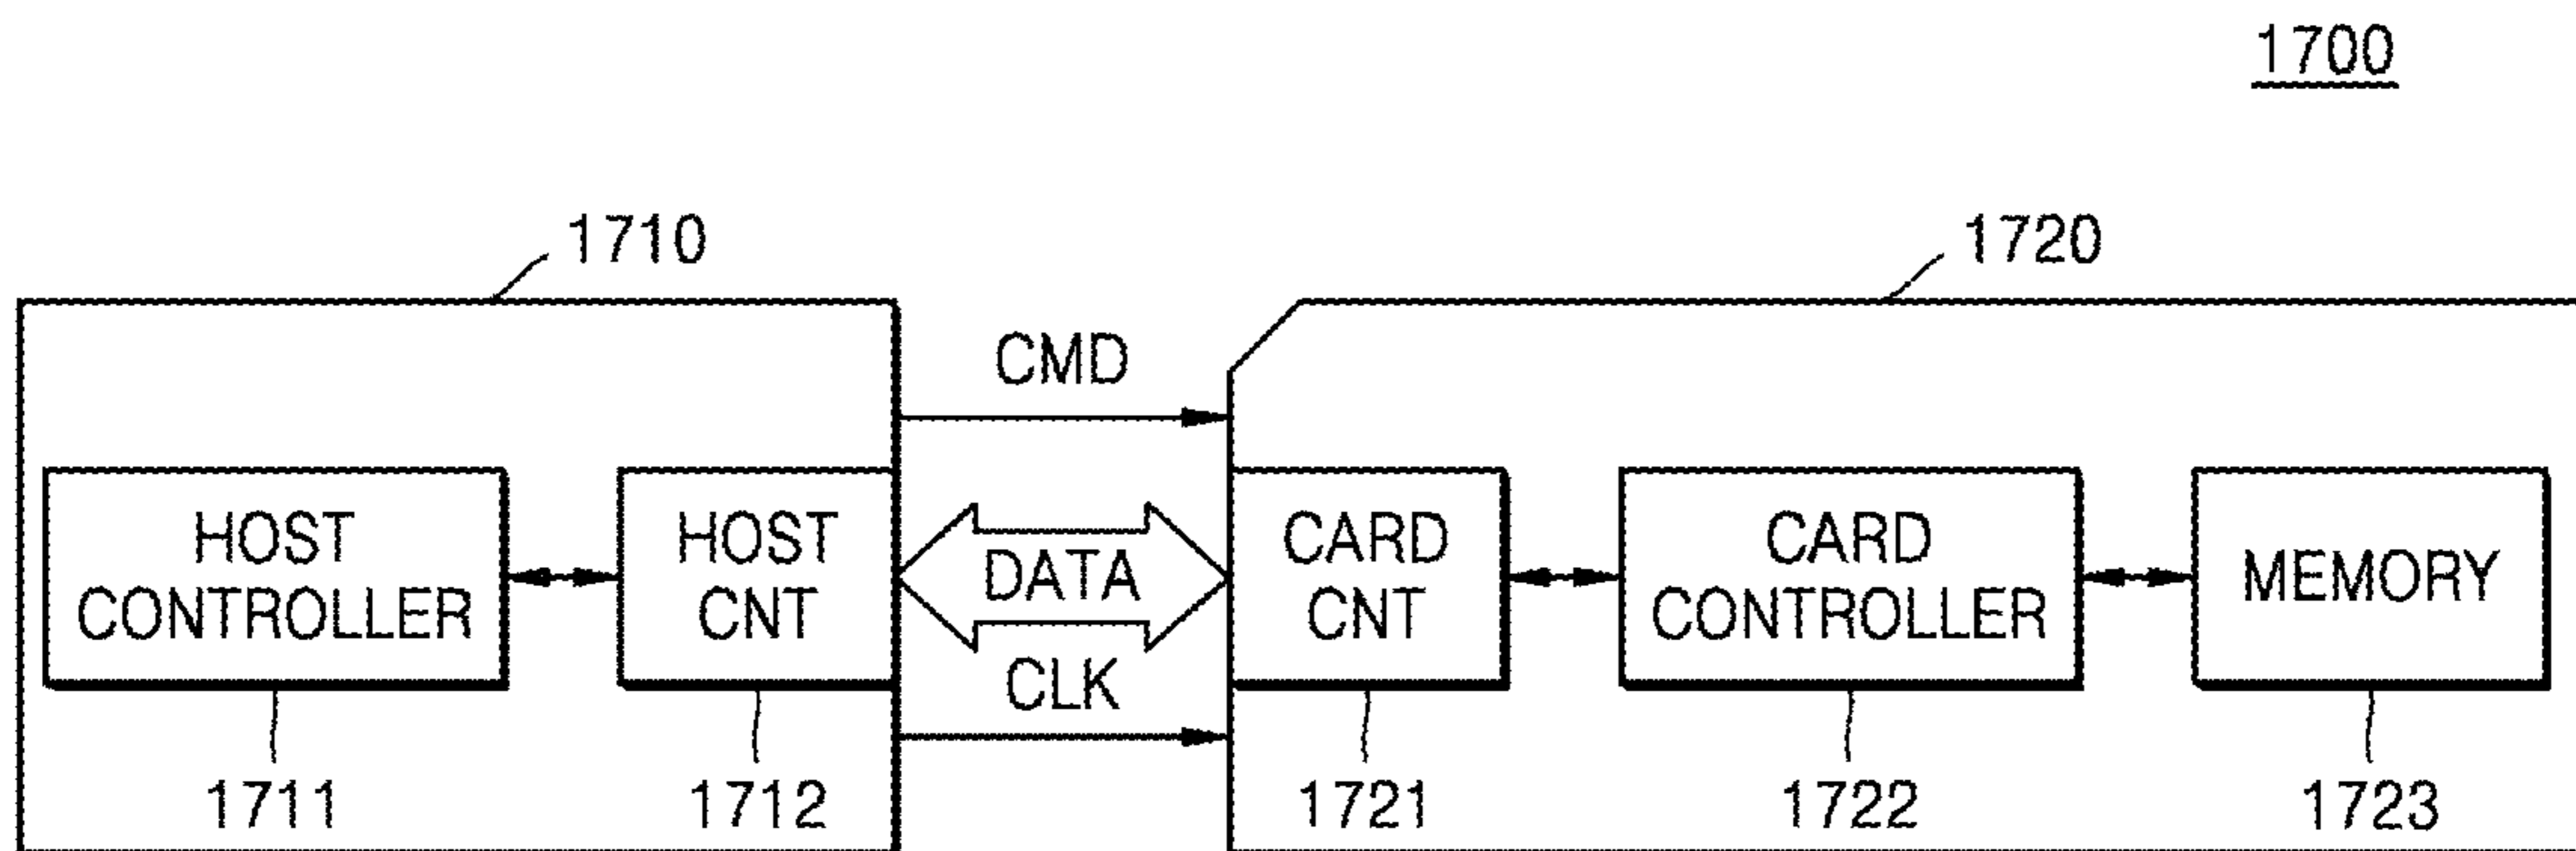 1700
1710
1720
CMD
HOST
CONTROLLER
HOST
CNT
DATA
CARD
CNT
CARD
CONTROLLER
MEMORY
CLK
1711
1712
1721
1722
1723